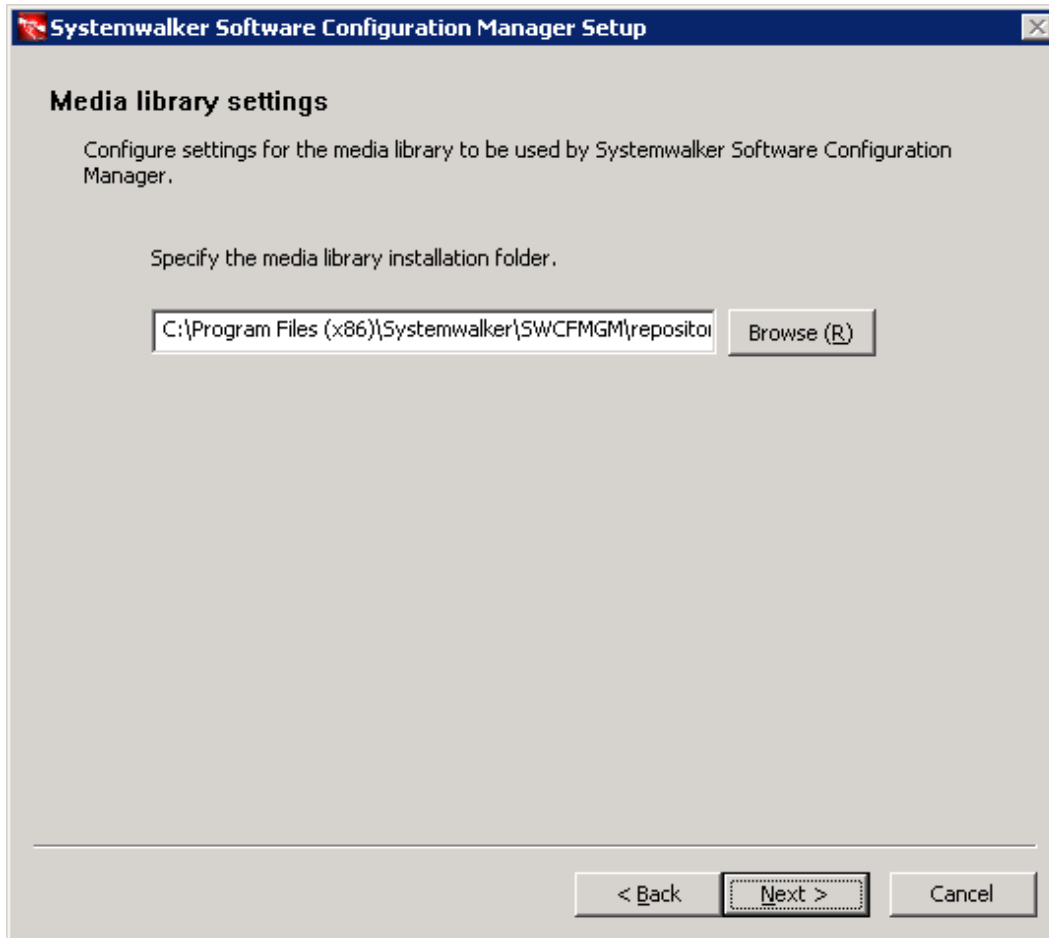 Systemwalker Software Configuration Manager Setup
Media library settings
Configure settings for the media library to be used by Systemwalker Software Configuration
Manager.
Specify the media library installation folder.
C:\Program Files (x86)\Systemwalker\SWCFMGM\repositor
Browse (R)
< Back
Next >
Cancel